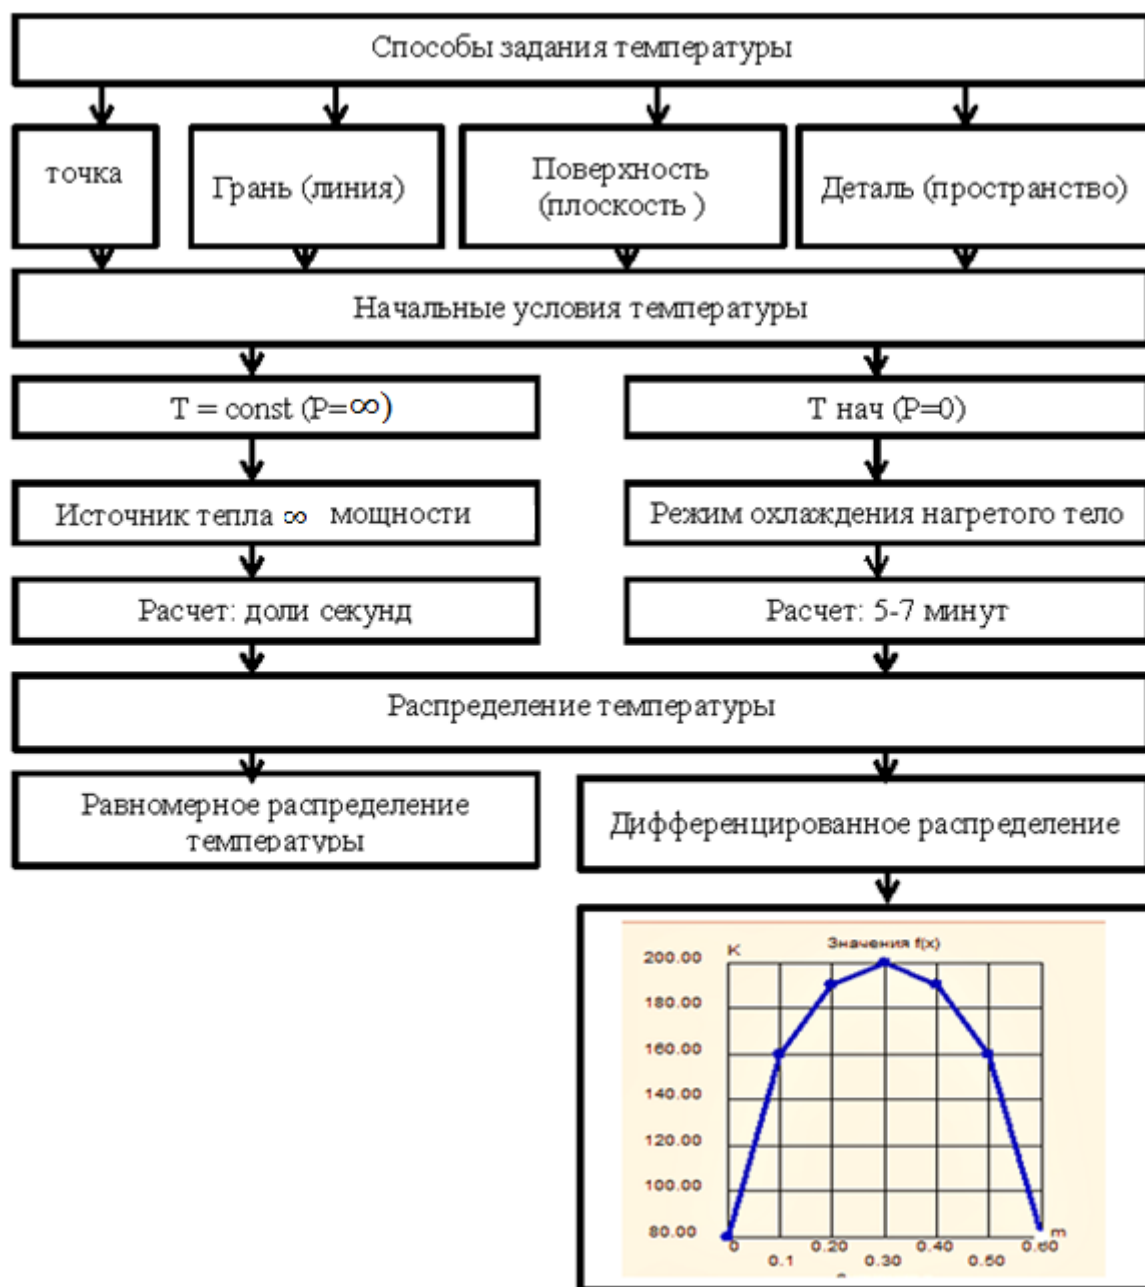 Способы задания температуры
точка
Грань (линия)
Поверхность
(плоскость )
Деталь (пространство)
Начальные условия температуры
T = const (P=∞)
Т нач (P=0)
Источник тепла ∞ мощности
Режим охлаждения нагретого тело
Расчет: доли секунд
Расчет: 5-7 минут
Распределение температуры
Равномерное распределение
температуры
Дифференцированное распределение
K
Значения f(x)
200.00
180.00
160.00
140.00
120.00
100.00
80.00
0
0.1
0.20
0.30
0.40
0.50
0.60
m